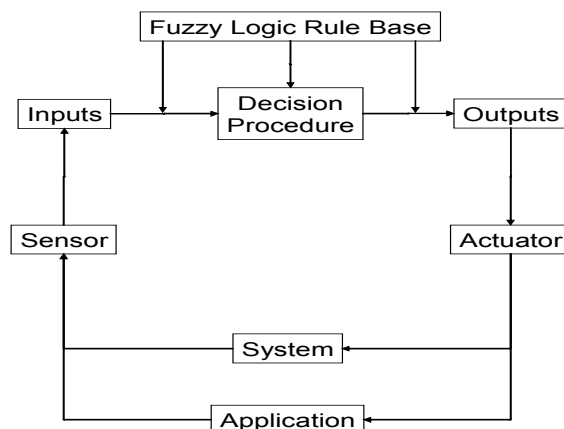 Fuzzy Logic Rule Base
Inputs
Decision
Procedure
Outputs
Sensor
Actuator
System
Application